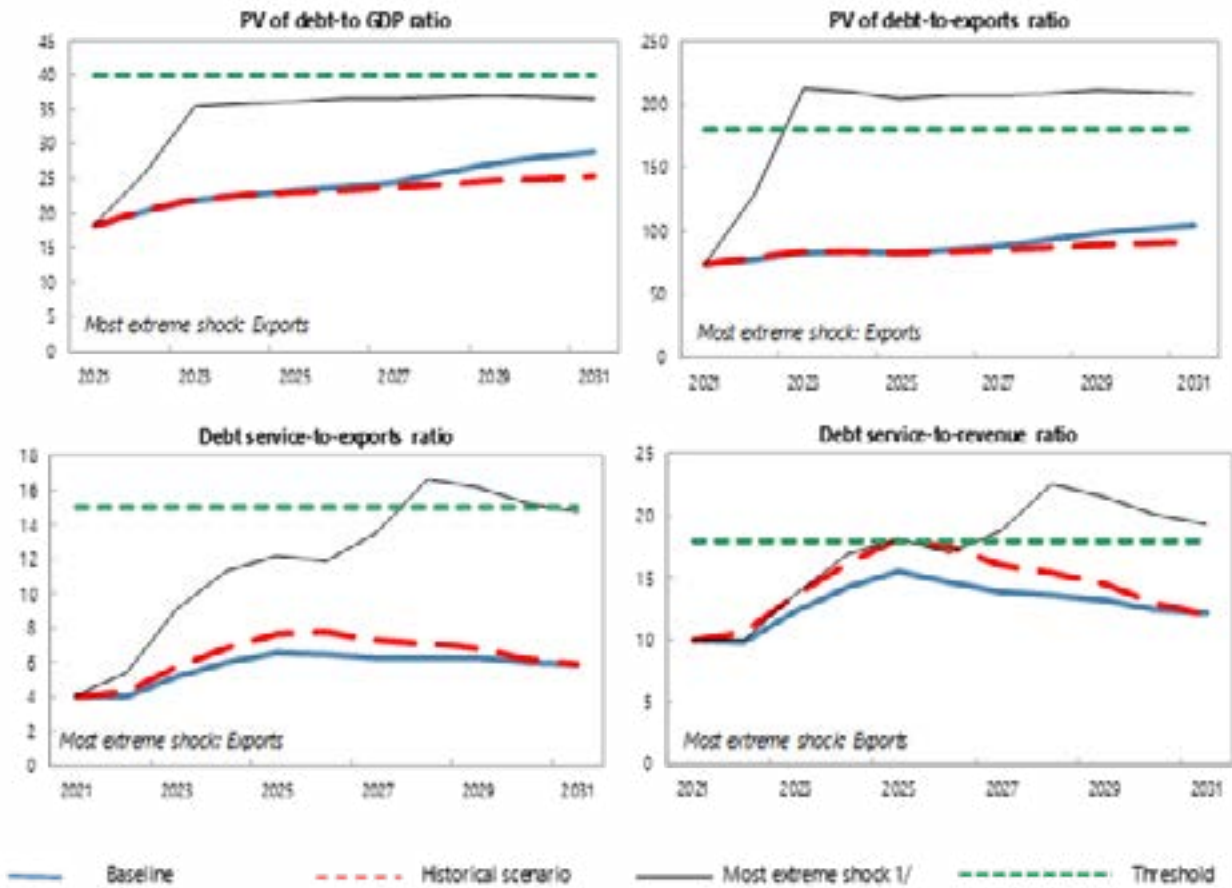 PV of debt-to GDP ratio
45
40
35
30
25
20
15
10
5
0
Most extreme shock: Exports
2021 2023 2025 2027 2029 2031
PV of debt-to-exports ratio
250
200
150
100
50
0
Most extreme shock: Exports
2021 2023 2025 2027 2029 2031
Debt service-to-exports ratio
18
16
14
12
10
8
6
4
2
0
Most extreme shock: Exports
2021 2023 2025 2027 2029 2031
Debt service-to-revenue ratio
25
20
15
10
5
0
Most extreme shock: Exports
2021 2023 2025 2027 2029 2031
Baseline Historical scenario Most extreme shock 1/ Threshold